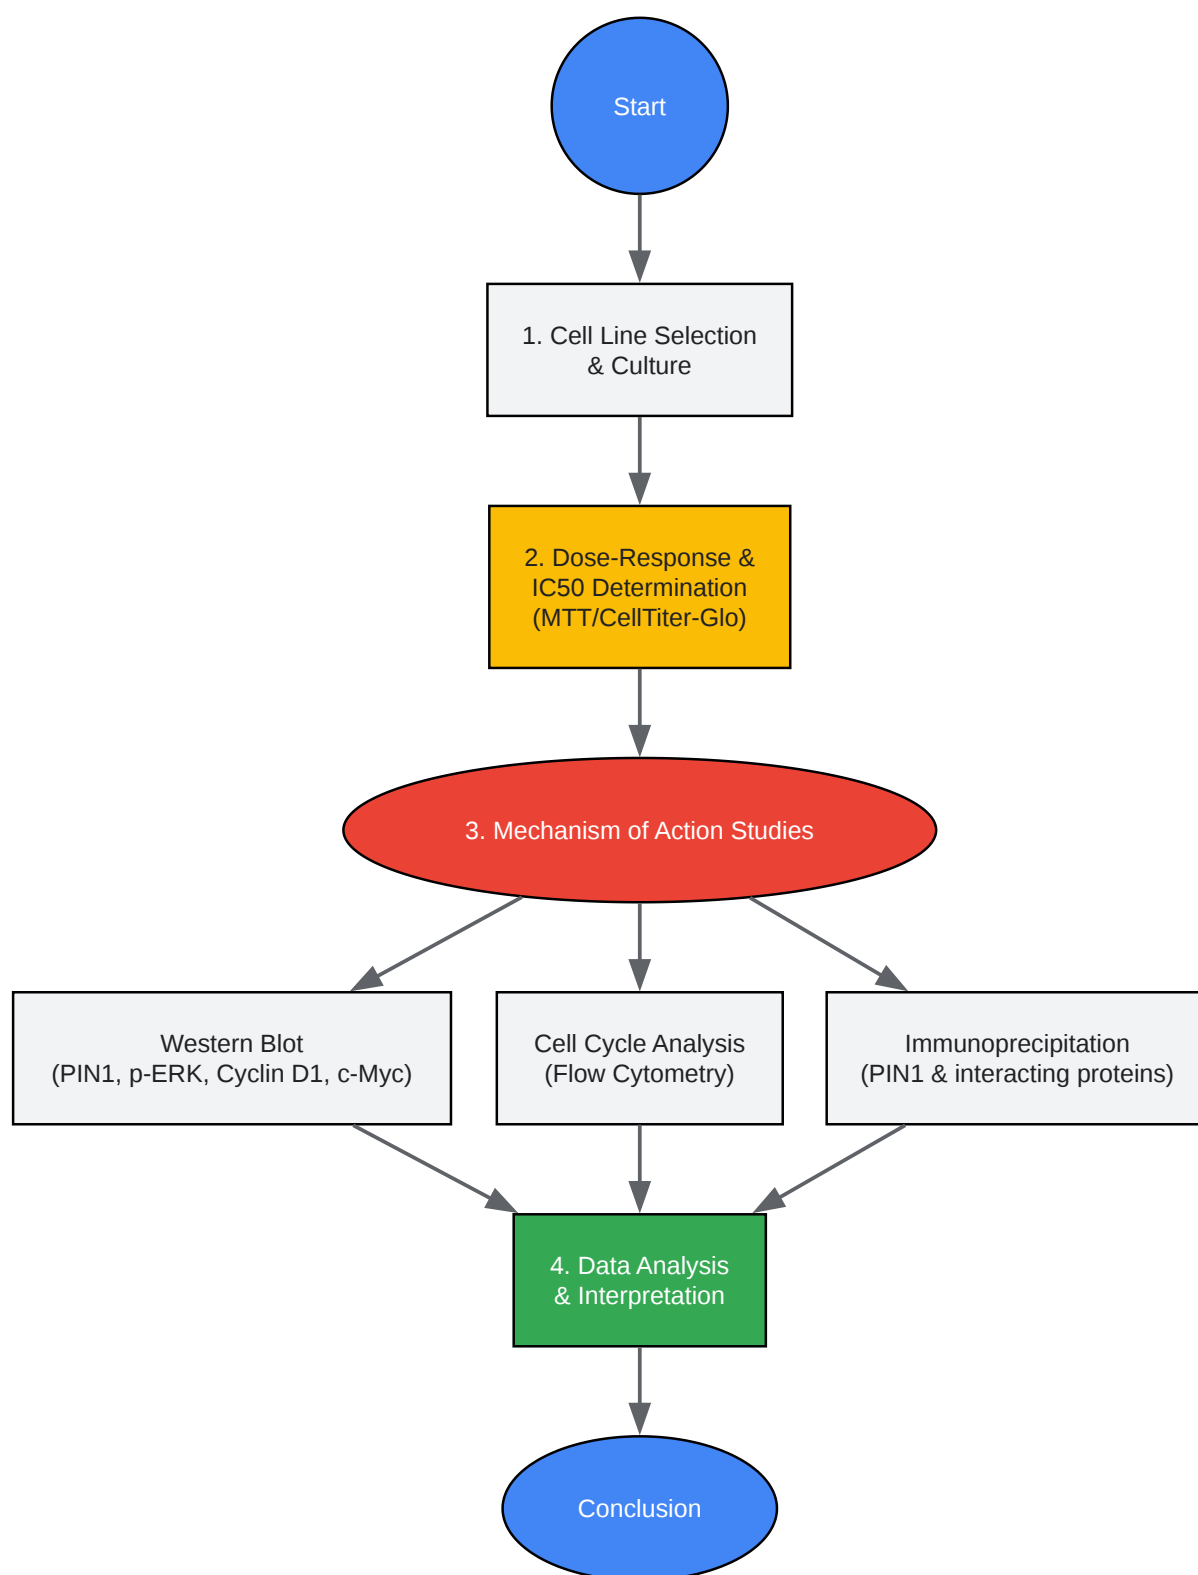 Start
1. Cell Line Selection
& Culture
2. Dose-Response &
IC50 Determination
(MTT/CellTiter-Glo)
3. Mechanism of Action Studies
Western Blot
(PIN1, p-ERK, Cyclin D1, c-Myc)
Cell Cycle Analysis
(Flow Cytometry)
Immunoprecipitation
(PIN1 & interacting proteins)
4. Data Analysis
& Interpretation
Conclusion